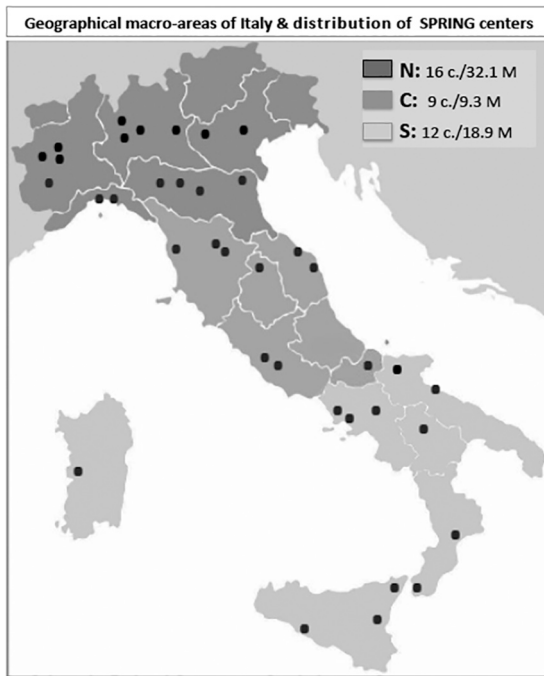 Geographical macro-areas of Italy & distribution of SPRING centers
N: 16 c./32.1 M
C: 9 c./9.3 M
S: 12 c./18.9 M